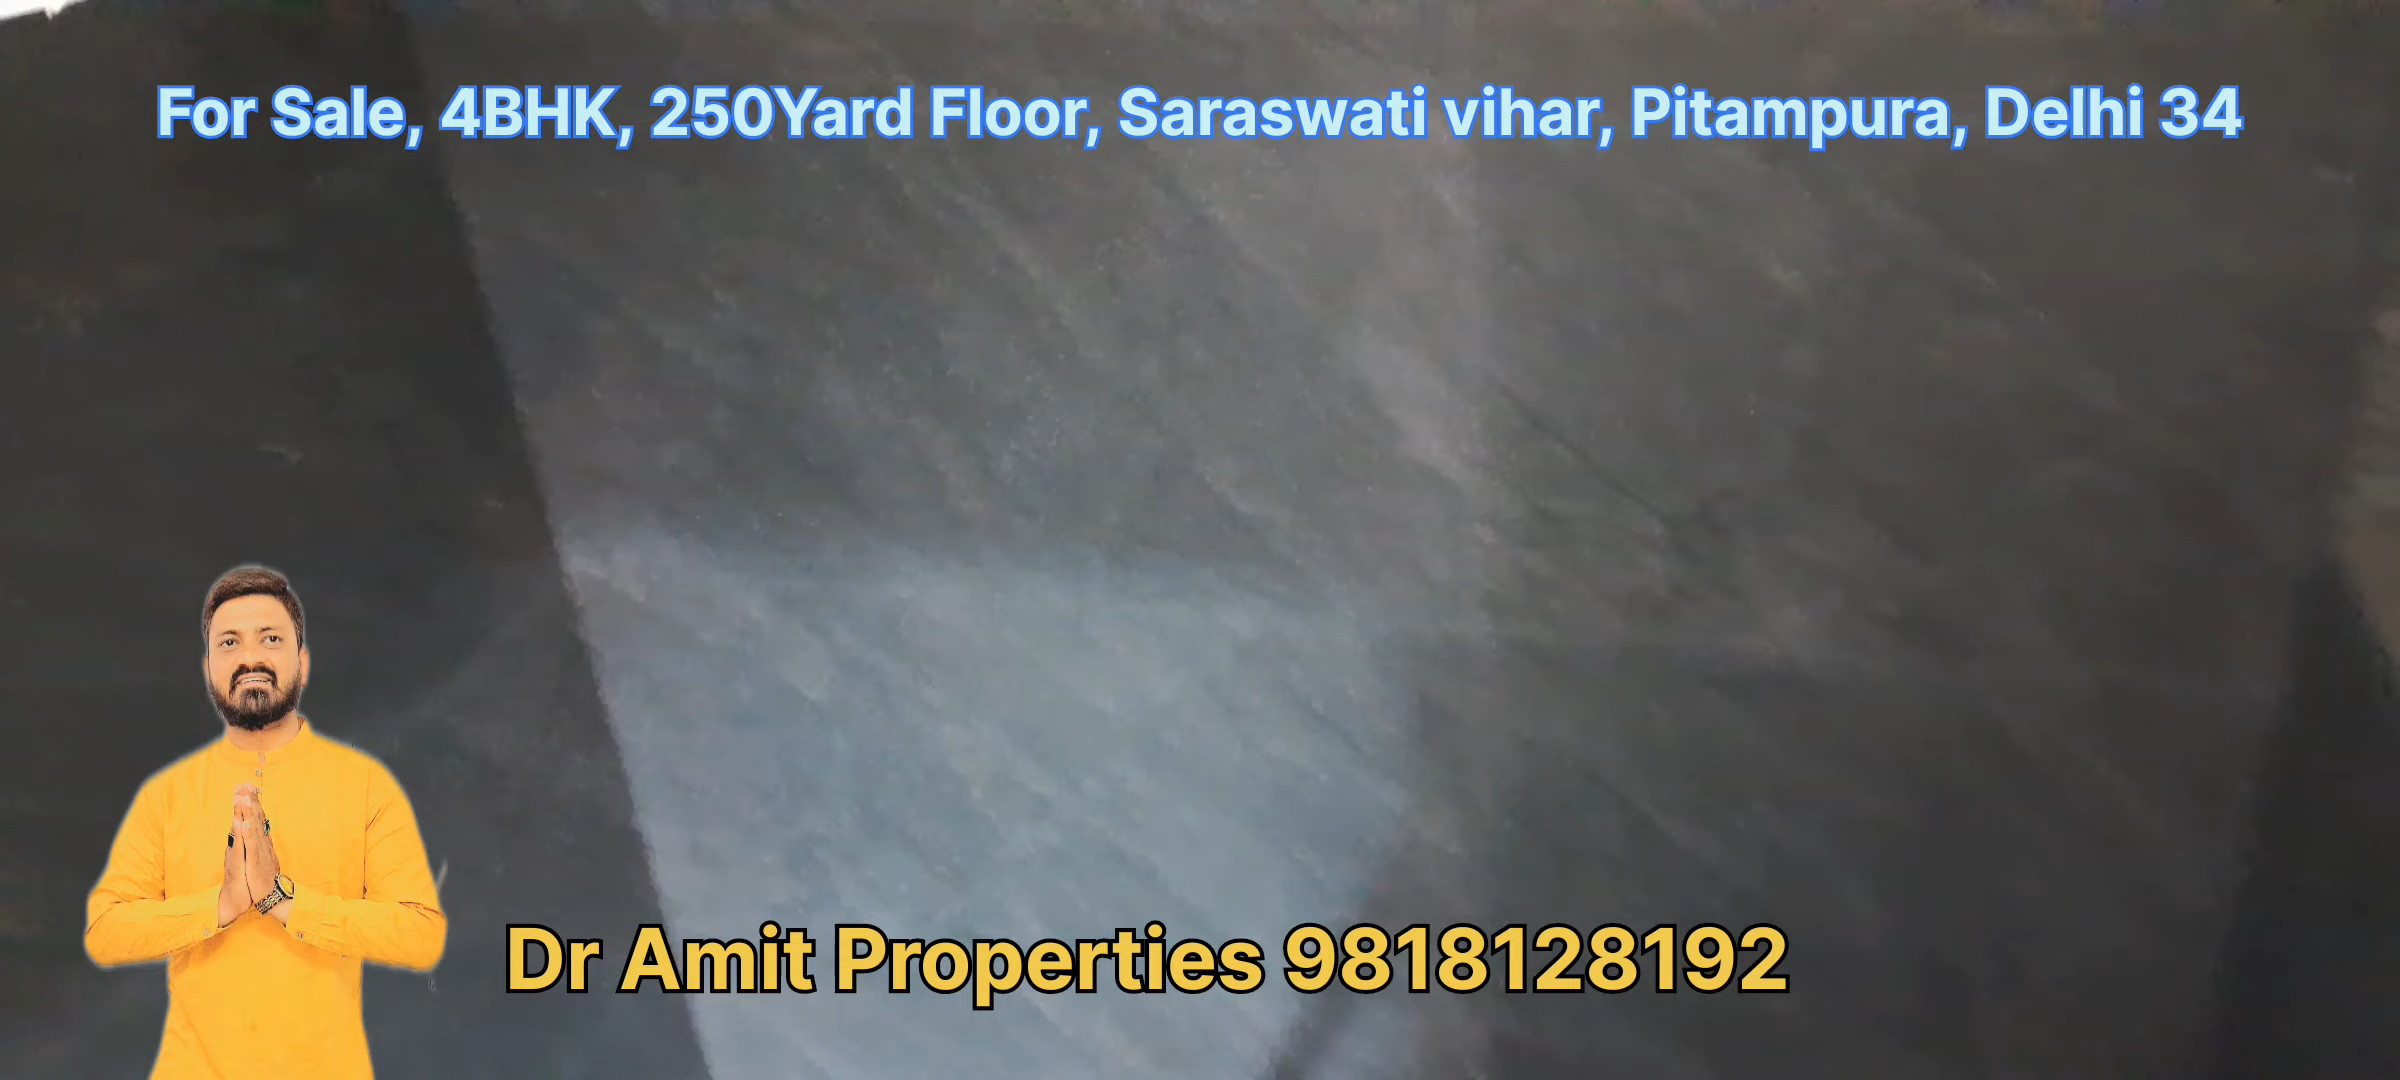 For Sale, 4BHK, 250Yard Floor, Saraswati vihar, Pitampura, Delhi 34
Dr Amit Properties 9818128192